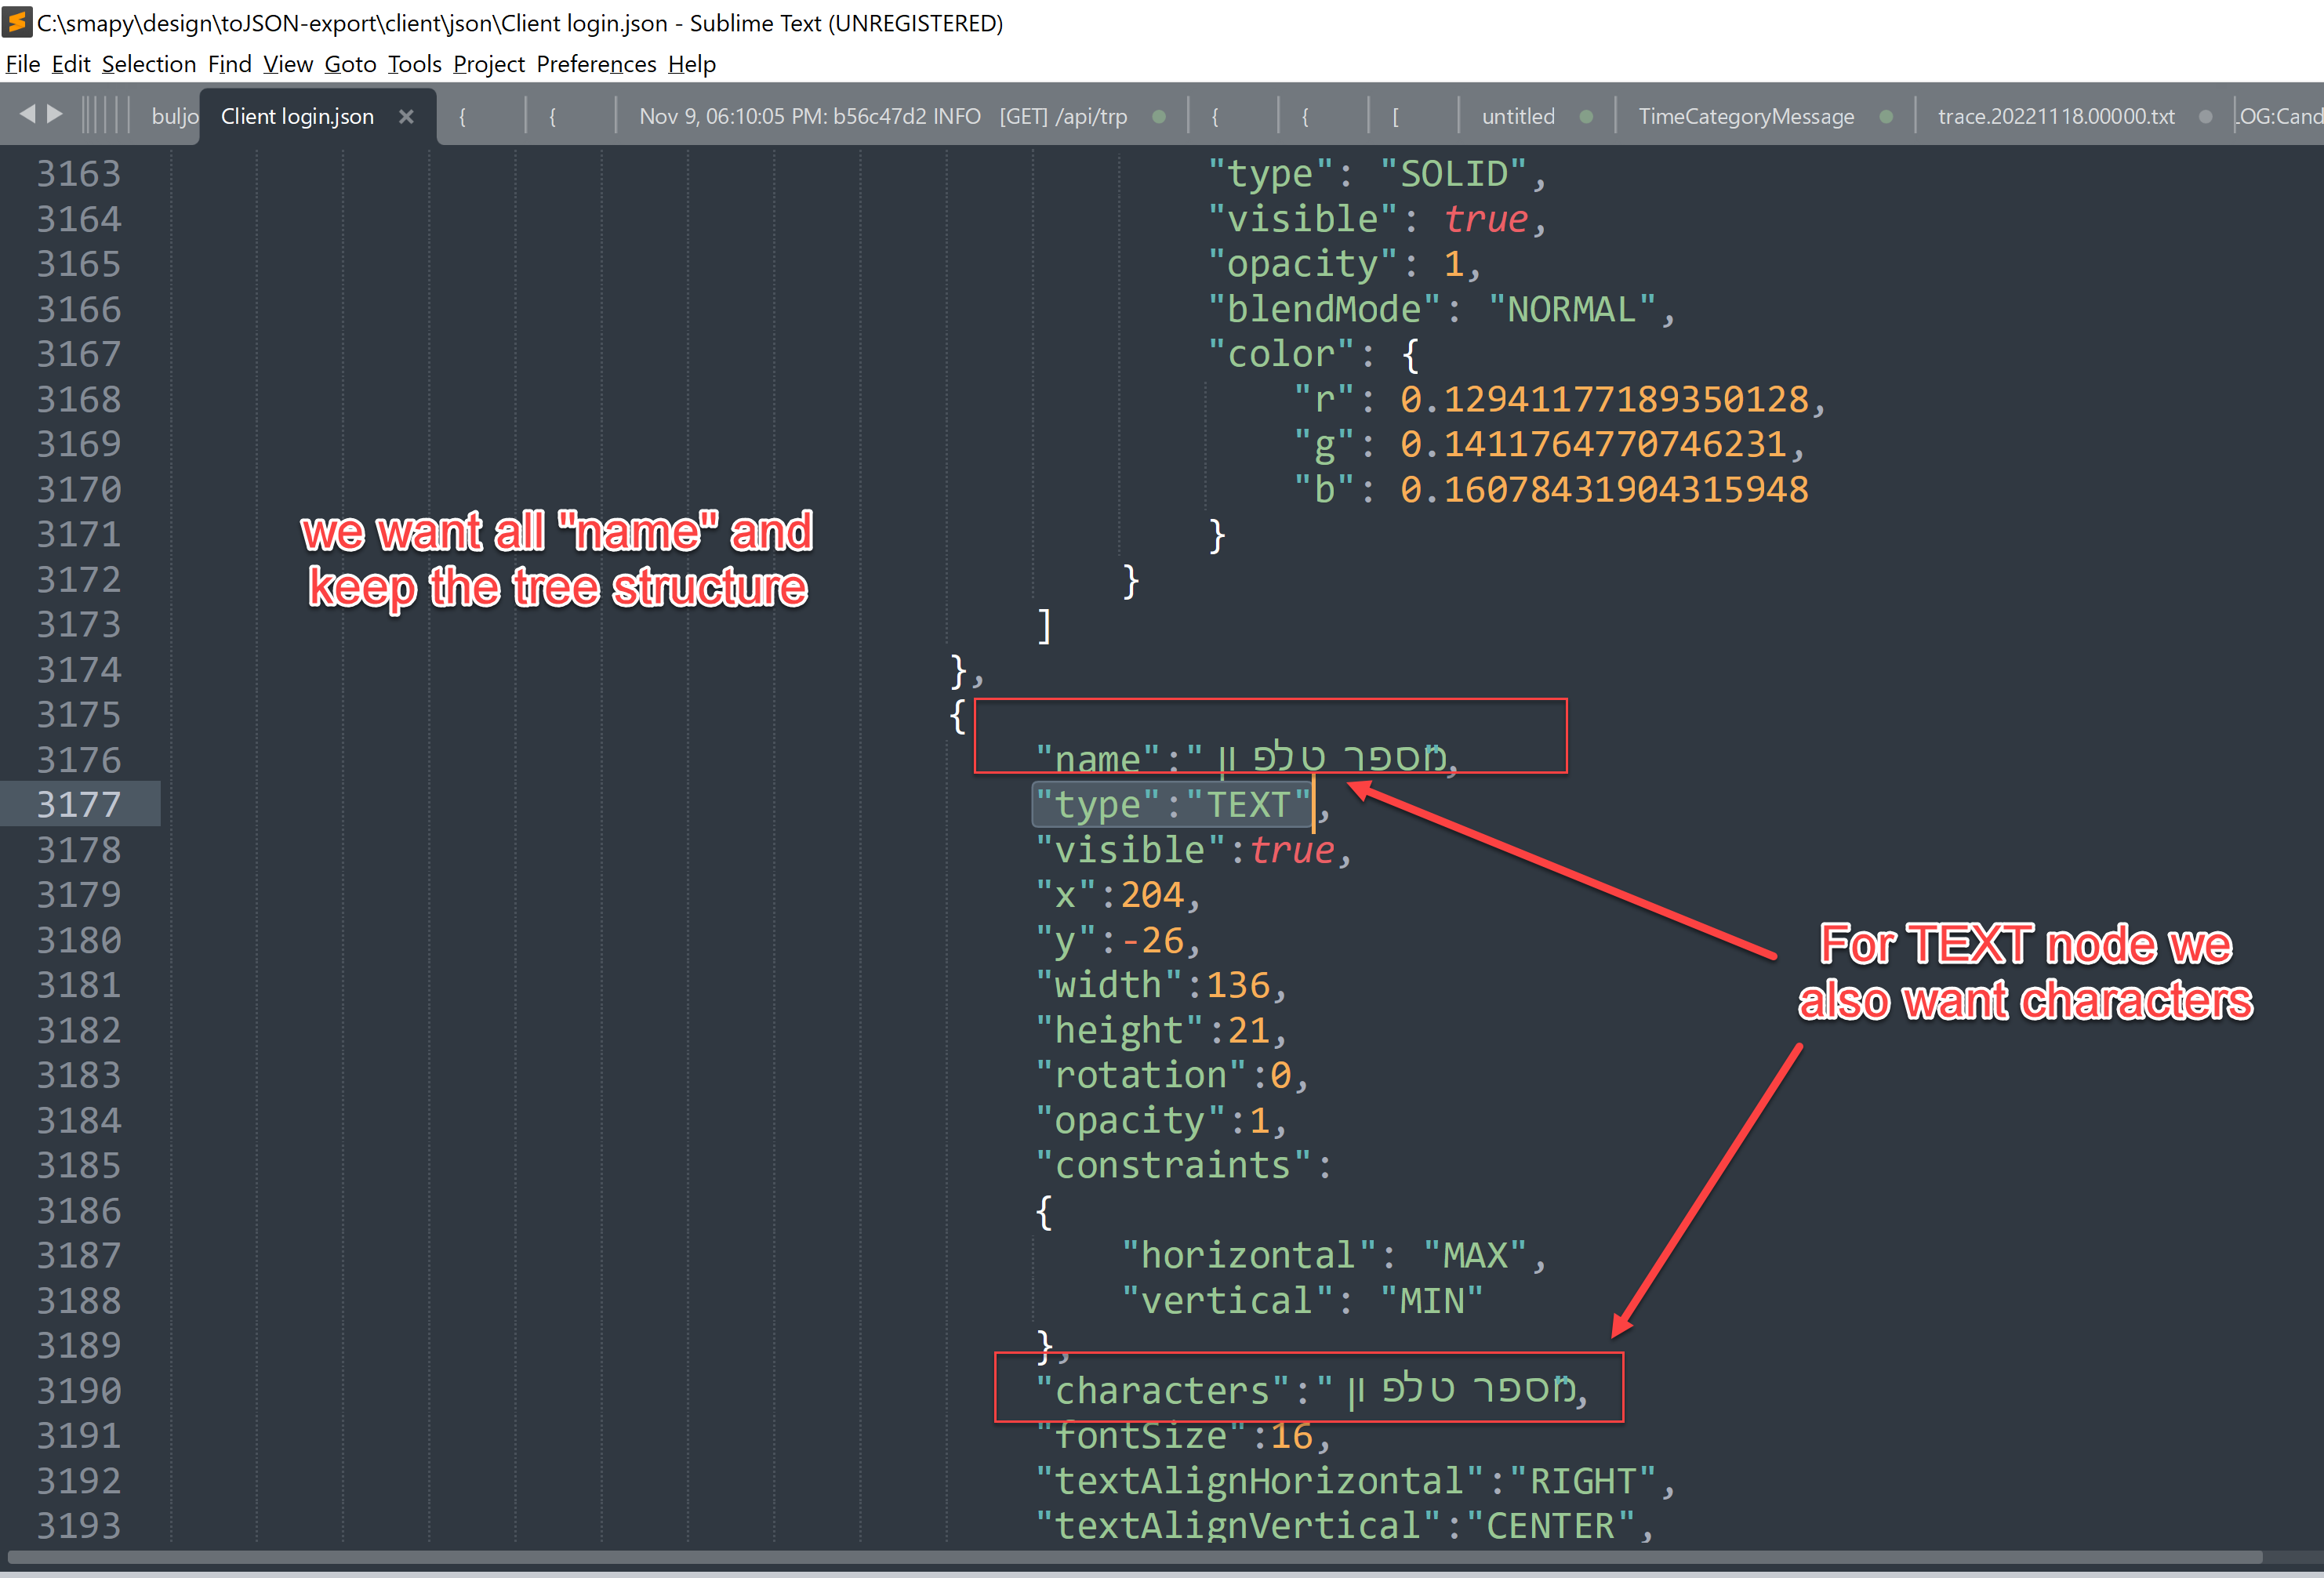 C:\smapy\design\toJSON-export\client\json\Client login.json - Sublime Text (UNREGISTERED)
File Edit Selection Find View Goto Tools Project Preferences Help
buljo Client login.json × { { Nov 9, 06:10:05 PM: b56c47d2 INFO [GET] /api/trp { { [ untitled TimeCategoryMessage trace.20221118.00000.txt .OG:Cand
3163 "type": "SOLID",
3164 "visible": true,
3165 "opacity": 1,
3166 "blendMode": "NORMAL",
3167 "color": {
3168 "r": 0.12941177189350128,
3169 "g": 0.1411764770746231,
3170 "b": 0.16078431904315948
3171 }
3172 }
3173 ]
3174 },
3175 {
we want all "name" and
keep the tree structure
3176 "name":"מספר טלפון",
3177 "type":"TEXT",
3178 "visible":true,
3179 "x":204,
3180 "y":-26,
3181 "width":136,
3182 "height":21,
3183 "rotation":0,
3184 "opacity":1,
3185 "constraints":
3186 {
3187 "horizontal": "MAX",
3188 "vertical": "MIN"
3189 },
3190 "characters":"מספר טלפון",
3191 "fontSize":16,
3192 "textAlignHorizontal":"RIGHT",
3193 "textAlignVertical":"CENTER",
For TEXT node we
also want characters